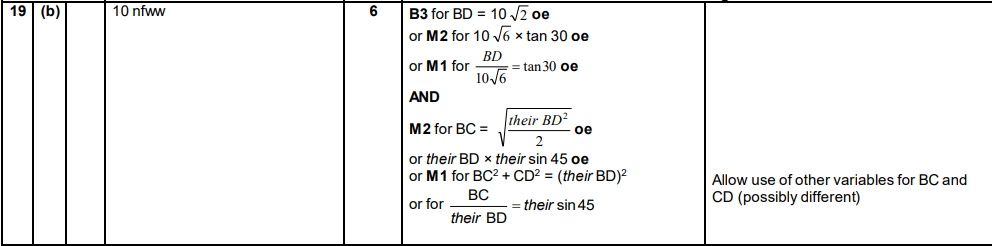 19 (b) 10 nfww 6 B3 for BD = 10 √2 oe
or M2 for 10 √6 × tan 30 oe
or M1 for BD/10√6 = tan30 oe
AND
M2 for BC = √(their BD²/2) oe
or their BD × their sin 45 oe
or M1 for BC² + CD² = (their BD)²
or for BC/their BD = their sin 45
Allow use of other variables for BC and
CD (possibly different)